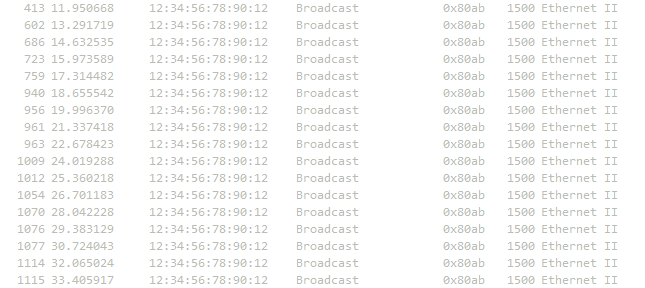 413 11.950668 12:34:56:78:90:12 Broadcast 0x80ab 1500 Ethernet II
602 13.291719 12:34:56:78:90:12 Broadcast 0x80ab 1500 Ethernet II
686 14.632535 12:34:56:78:90:12 Broadcast 0x80ab 1500 Ethernet II
723 15.973589 12:34:56:78:90:12 Broadcast 0x80ab 1500 Ethernet II
759 17.314482 12:34:56:78:90:12 Broadcast 0x80ab 1500 Ethernet II
940 18.655542 12:34:56:78:90:12 Broadcast 0x80ab 1500 Ethernet II
956 19.996370 12:34:56:78:90:12 Broadcast 0x80ab 1500 Ethernet II
961 21.337418 12:34:56:78:90:12 Broadcast 0x80ab 1500 Ethernet II
963 22.678423 12:34:56:78:90:12 Broadcast 0x80ab 1500 Ethernet II
1009 24.019288 12:34:56:78:90:12 Broadcast 0x80ab 1500 Ethernet II
1012 25.360218 12:34:56:78:90:12 Broadcast 0x80ab 1500 Ethernet II
1054 26.701183 12:34:56:78:90:12 Broadcast 0x80ab 1500 Ethernet II
1070 28.042228 12:34:56:78:90:12 Broadcast 0x80ab 1500 Ethernet II
1076 29.383129 12:34:56:78:90:12 Broadcast 0x80ab 1500 Ethernet II
1077 30.724043 12:34:56:78:90:12 Broadcast 0x80ab 1500 Ethernet II
1114 32.065024 12:34:56:78:90:12 Broadcast 0x80ab 1500 Ethernet II
1115 33.405917 12:34:56:78:90:12 Broadcast 0x80ab 1500 Ethernet II